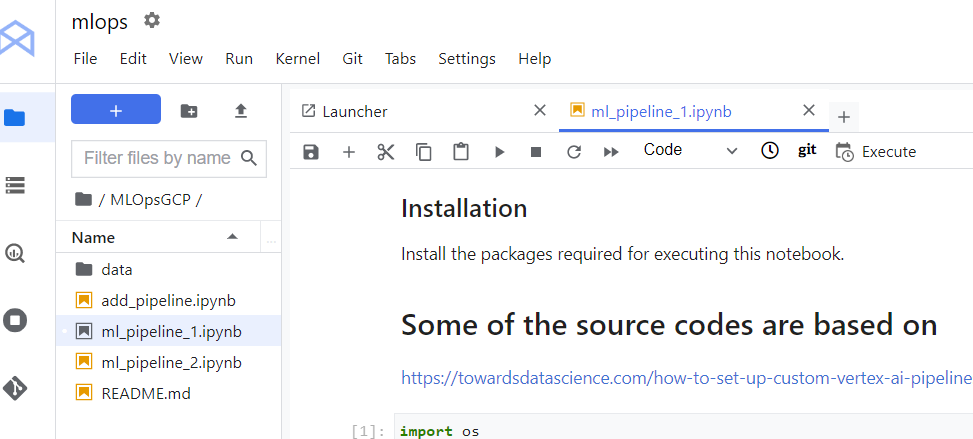 mlops
File Edit View Run Kernel Git Tabs Settings Help
+
Filter files by name
/ MLOpsGCP /
Name
...
data
add_pipeline.ipynb
ml_pipeline_1.ipynb
ml_pipeline_2.ipynb
README.md
Launcher
ml_pipeline_1.ipynb
+
Code
git
Execute
Installation
Install the packages required for executing this notebook.
Some of the source codes are based on
https://towardsdatascience.com/how-to-set-up-custom-vertex-ai-pipeline
[1]: import os